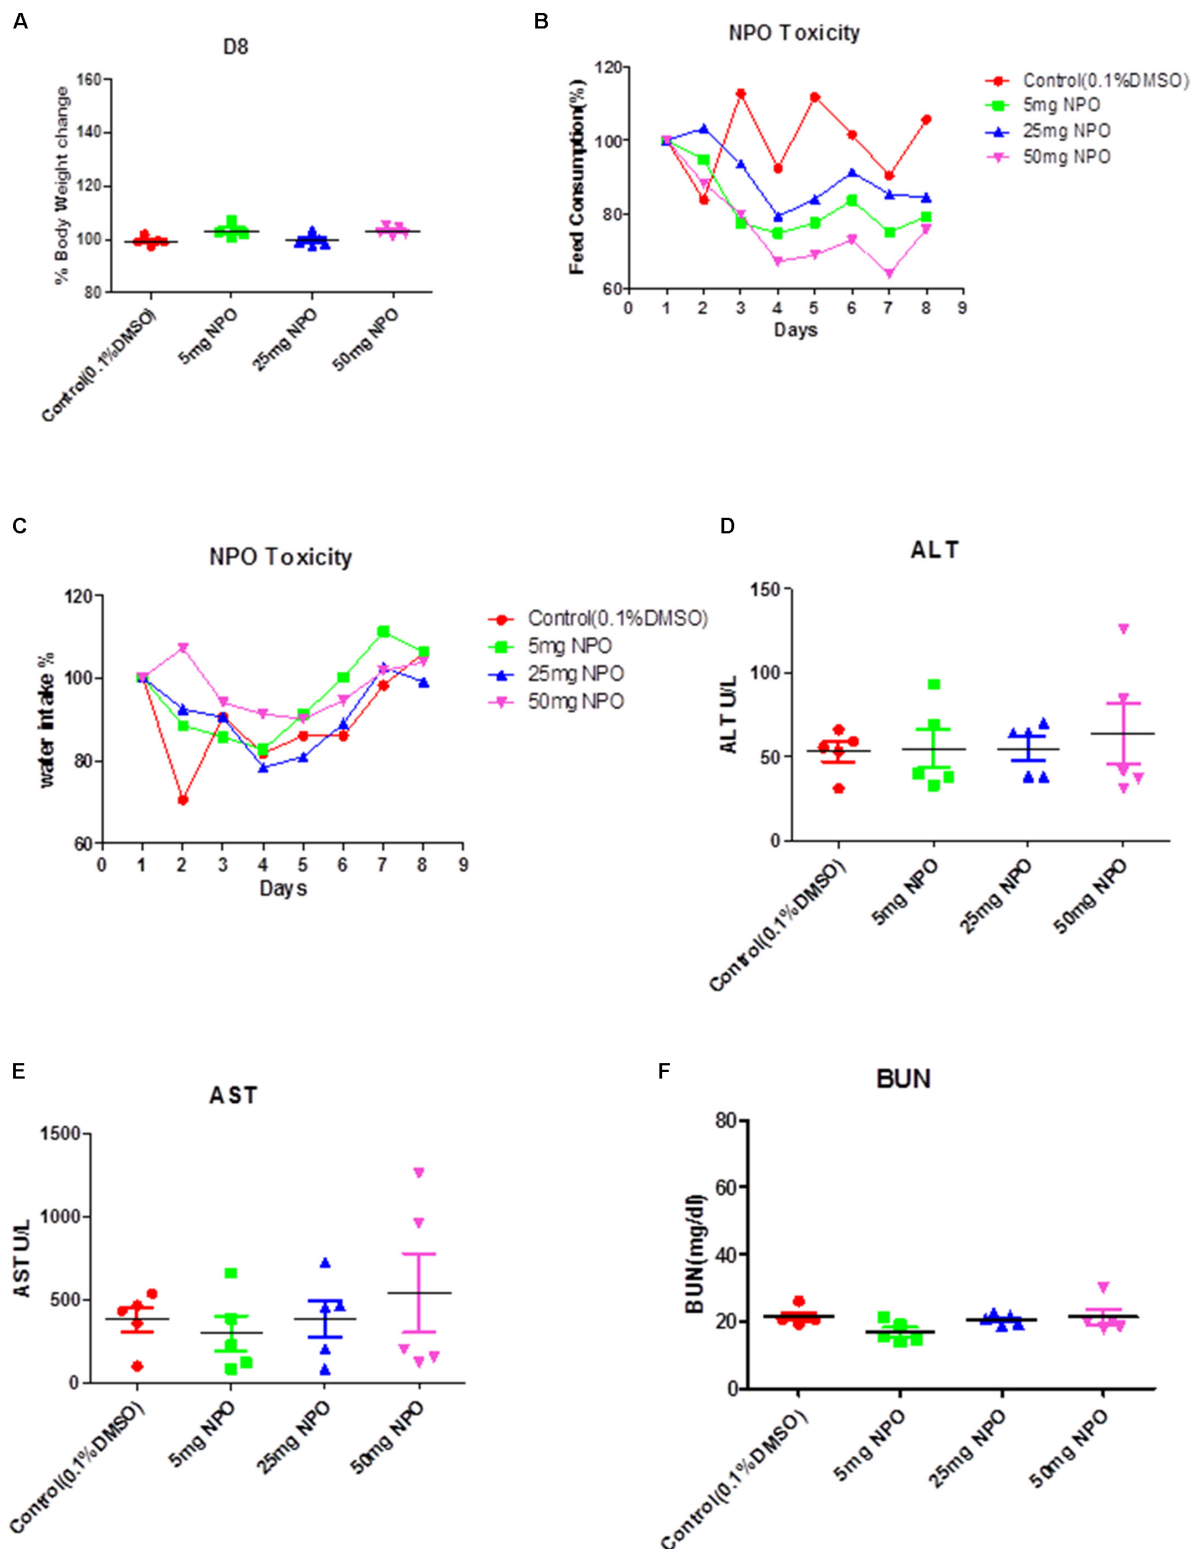 A
D8
% Body Weight change
160
140
120
100
80
Control(0.1%DMSO)
5mg NPO
25mg NPO
50mg NPO
B
NPO Toxicity
Feed Consumption(%)
120
100
80
60
0 1 2 3 4 5 6 7 8 9
Days
Control(0.1%DMSO)
5mg NPO
25mg NPO
50mg NPO
C
NPO Toxicity
water intake %
120
100
80
60
0 1 2 3 4 5 6 7 8 9
Days
Control(0.1%DMSO)
5mg NPO
25mg NPO
50mg NPO
D
ALT
ALT U/L
150
100
50
0
Control(0.1%DMSO)
5mg NPO
25mg NPO
50mg NPO
E
AST
AST U/L
1500
1000
500
0
Control(0.1%DMSO)
5mg NPO
25mg NPO
50mg NPO
F
BUN
BUN(mg/dl)
80
60
40
20
0
Control(0.1%DMSO)
5mg NPO
25mg NPO
50mg NPO